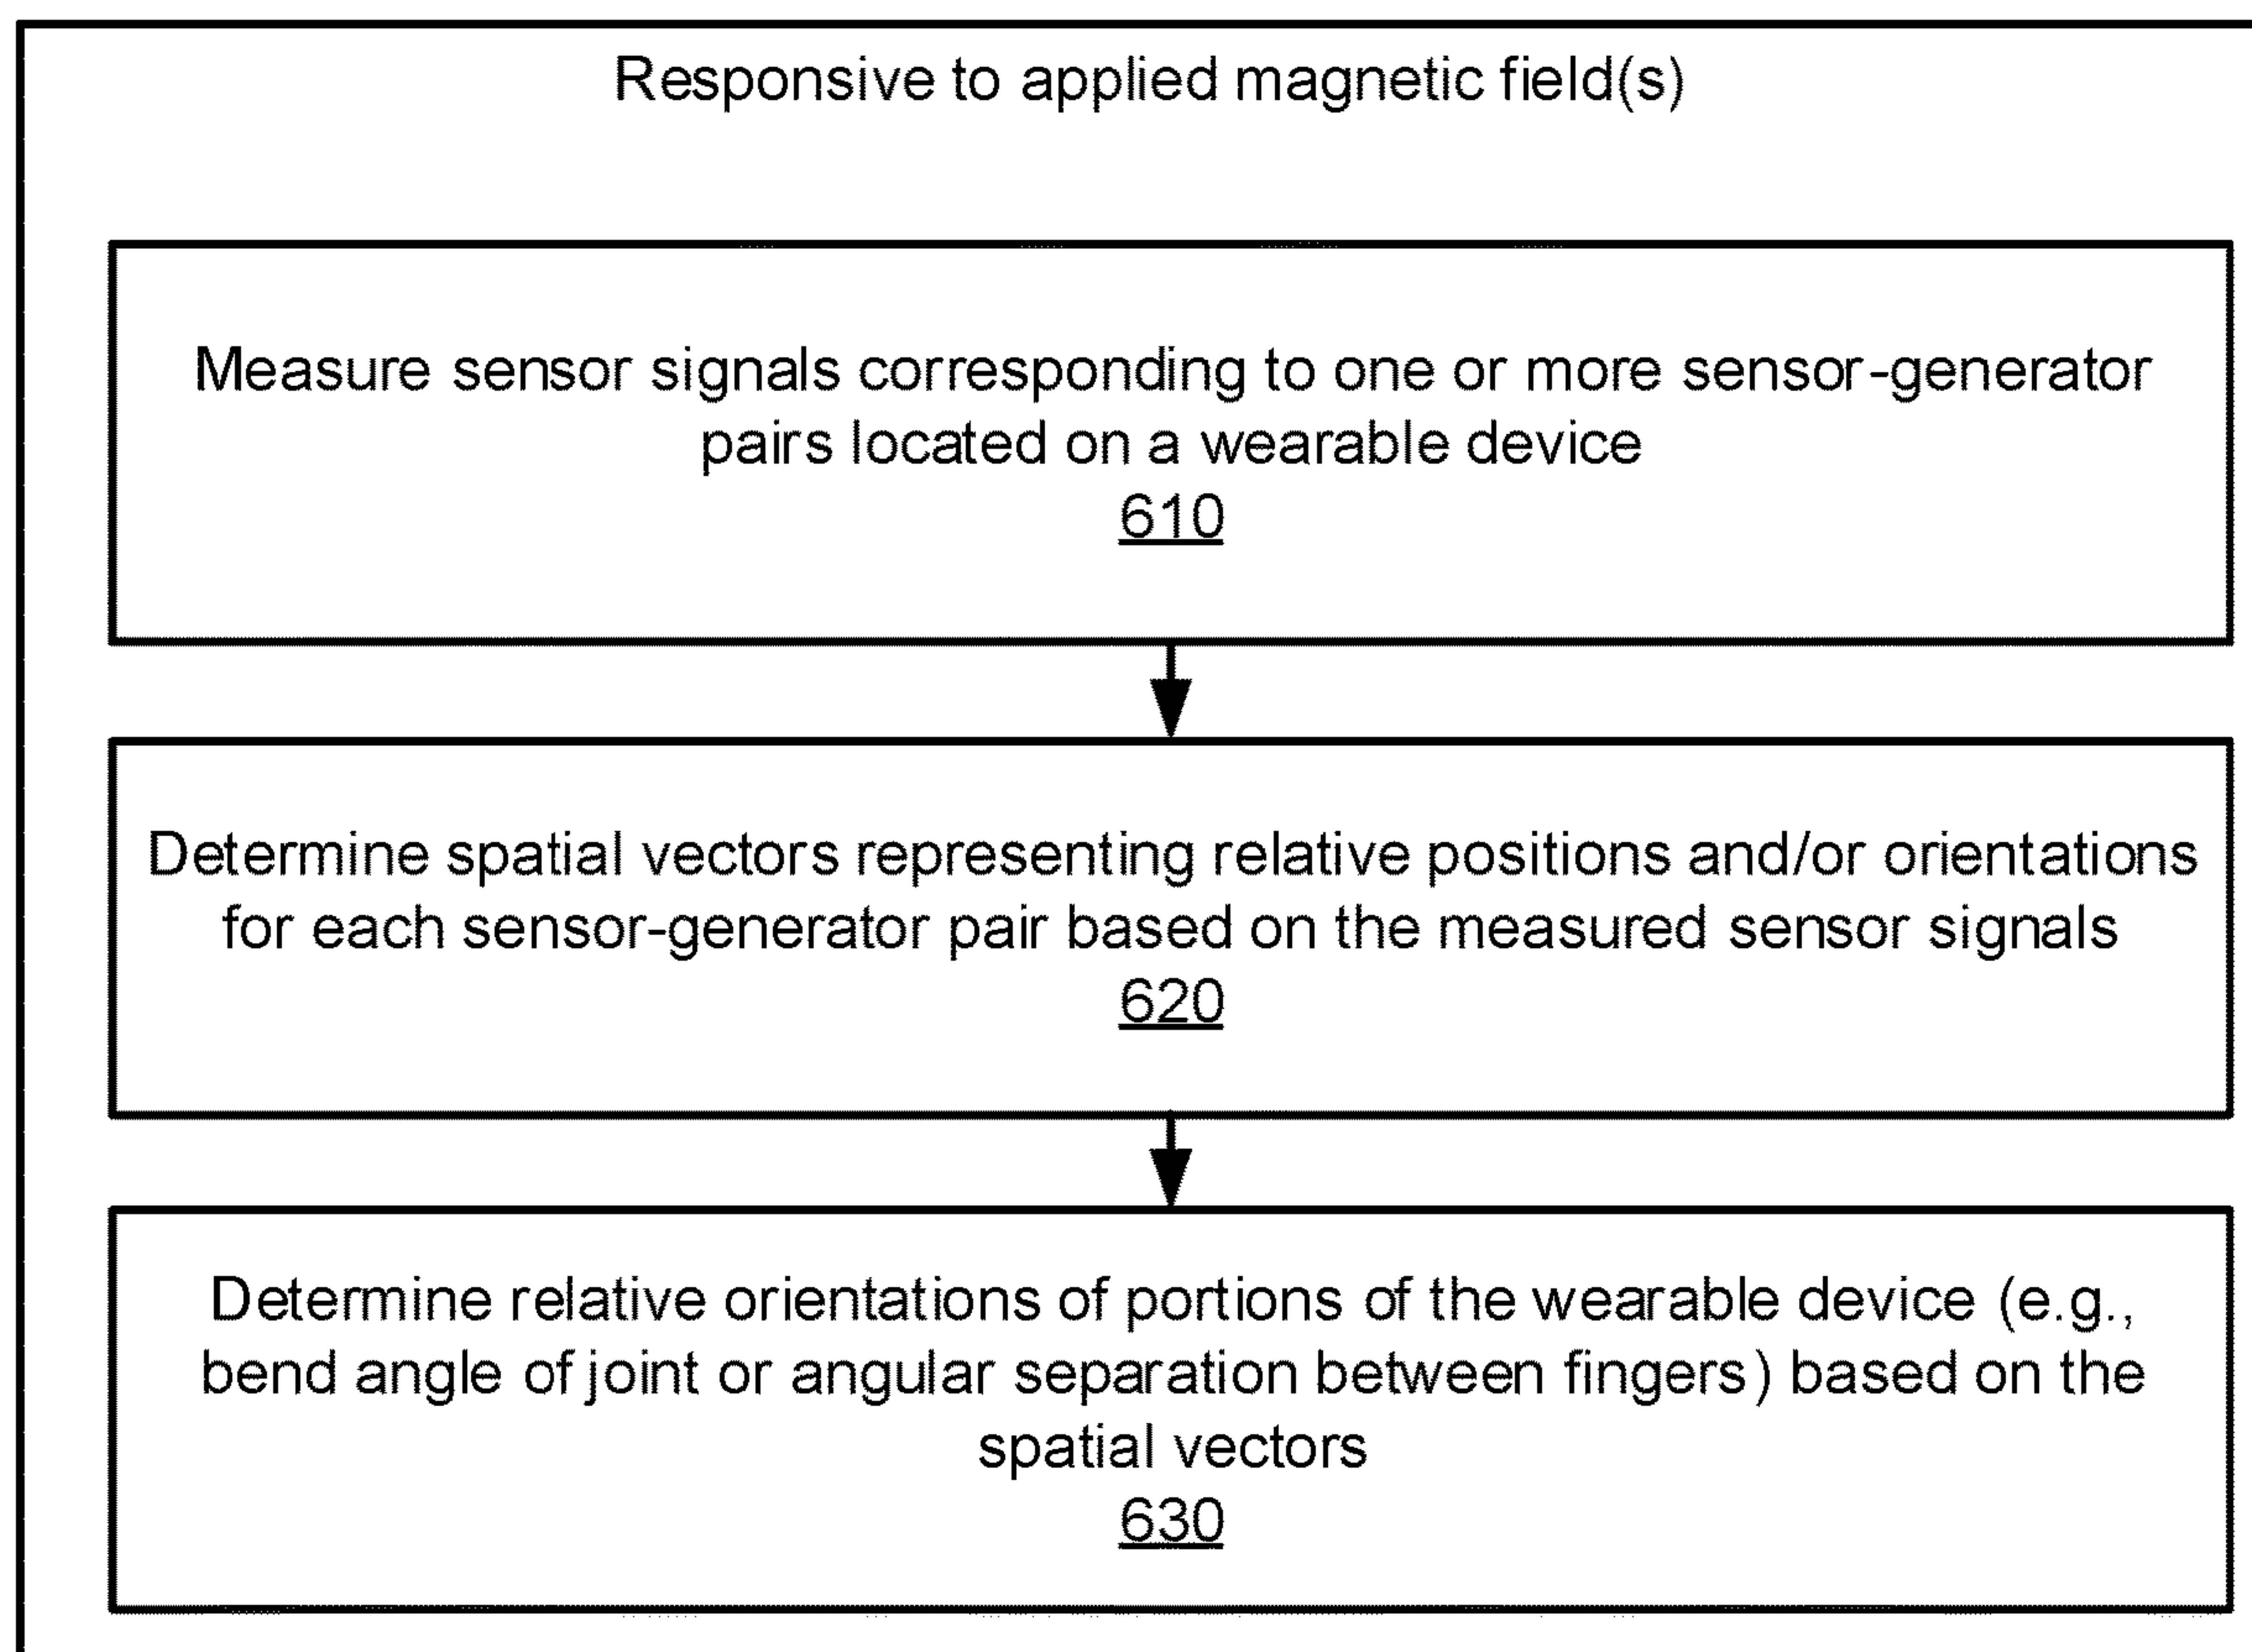 Responsive to applied magnetic field(s)
Measure sensor signals corresponding to one or more sensor-generator
pairs located on a wearable device
610
Determine spatial vectors representing relative positions and/or orientations
for each sensor-generator pair based on the measured sensor signals
620
Determine relative orientations of portions of the wearable device (e.g.,
bend angle of joint or angular separation between fingers) based on the
spatial vectors
630